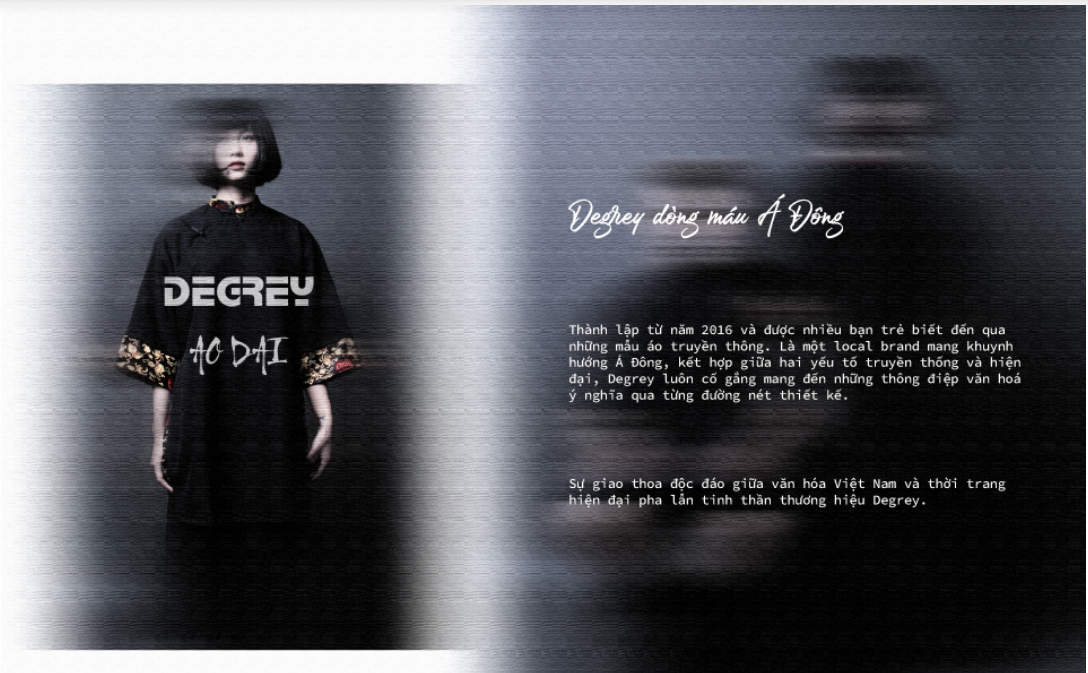 DEGREY
AO DAI
Degrey dòng máu Á Đông
Thành lập từ năm 2016 và được nhiều bạn trẻ biết đến qua
những mẫu áo truyền thông. Là một local brand mang khuynh
hướng Á Đông, kết hợp giữa hai yếu tố truyền thống và hiện
đại, Degrey luôn cố gắng mang đến những thông điệp văn hoá
ý nghĩa qua từng đường nét thiết kế.
Sự giao thoa độc đáo giữa văn hóa Việt Nam và thời trang
hiện đại pha lẫn tinh thần thương hiệu Degrey.